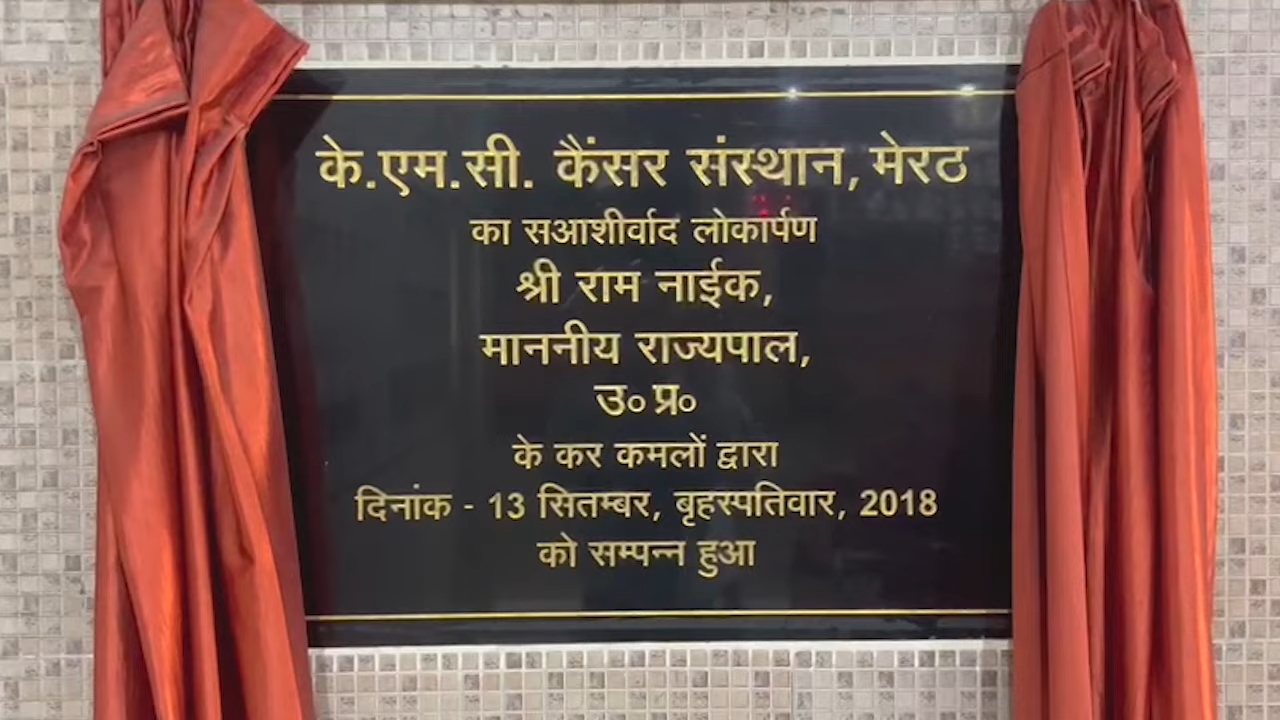 के.एम.सी. कैंसर संस्थान, मेरठ
का सआशीर्वाद लोकार्पण
श्री राम नाईक,
माननीय राज्यपाल,
उ० प्र०
के कर कमलों द्वारा
दिनांक - 13 सितम्बर, बृहस्पतिवार, 2018
को सम्पन्न हुआ